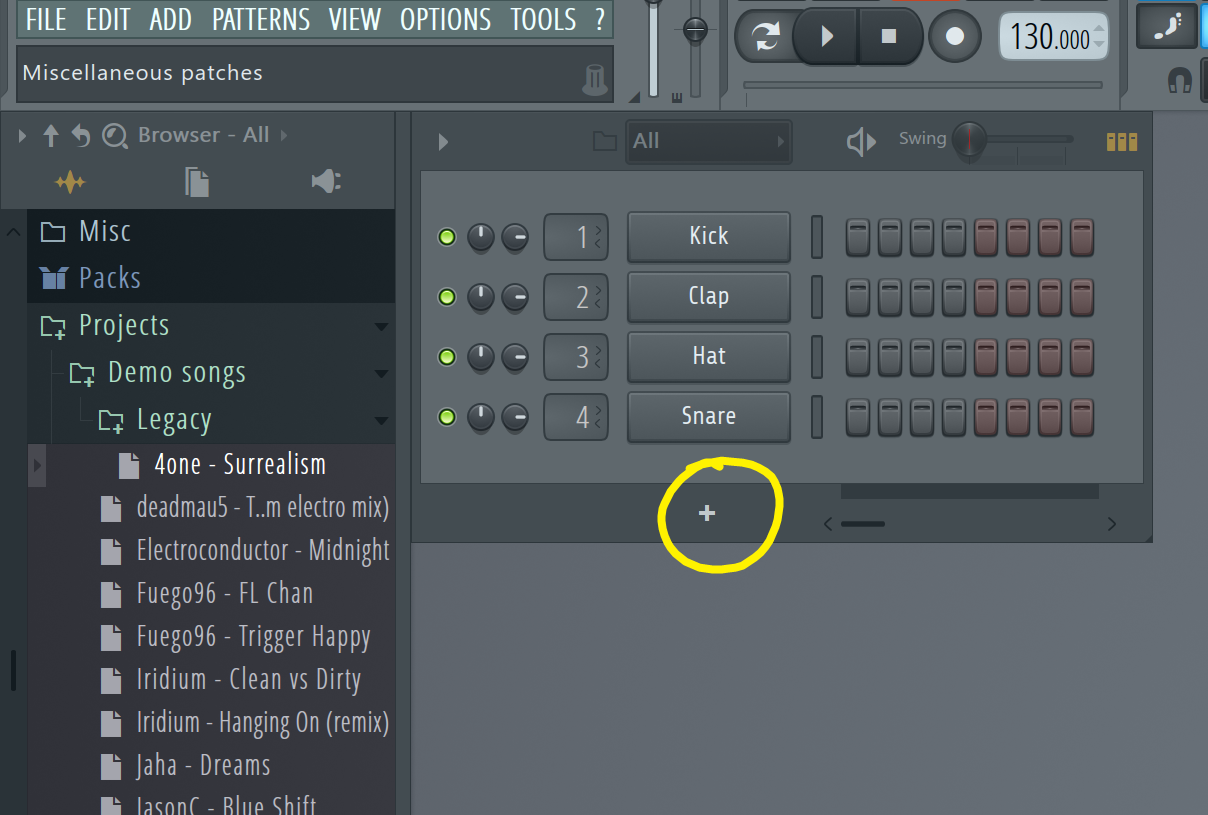 FILE EDIT ADD PATTERNS VIEW OPTIONS TOOLS ?
130.000
Miscellaneous patches
Browser - All
All
Swing
Misc
Packs
Projects
Demo songs
Legacy
4one - Surrealism
deadmau5 - T..m electro mix)
Electroconductor - Midnight
Fuego96 - FL Chan
Fuego96 - Trigger Happy
Iridium - Clean vs Dirty
Iridium - Hanging On (remix)
Jaha - Dreams
JasonC - Blue Shift
1 Kick
2 Clap
3 Hat
4 Snare
+